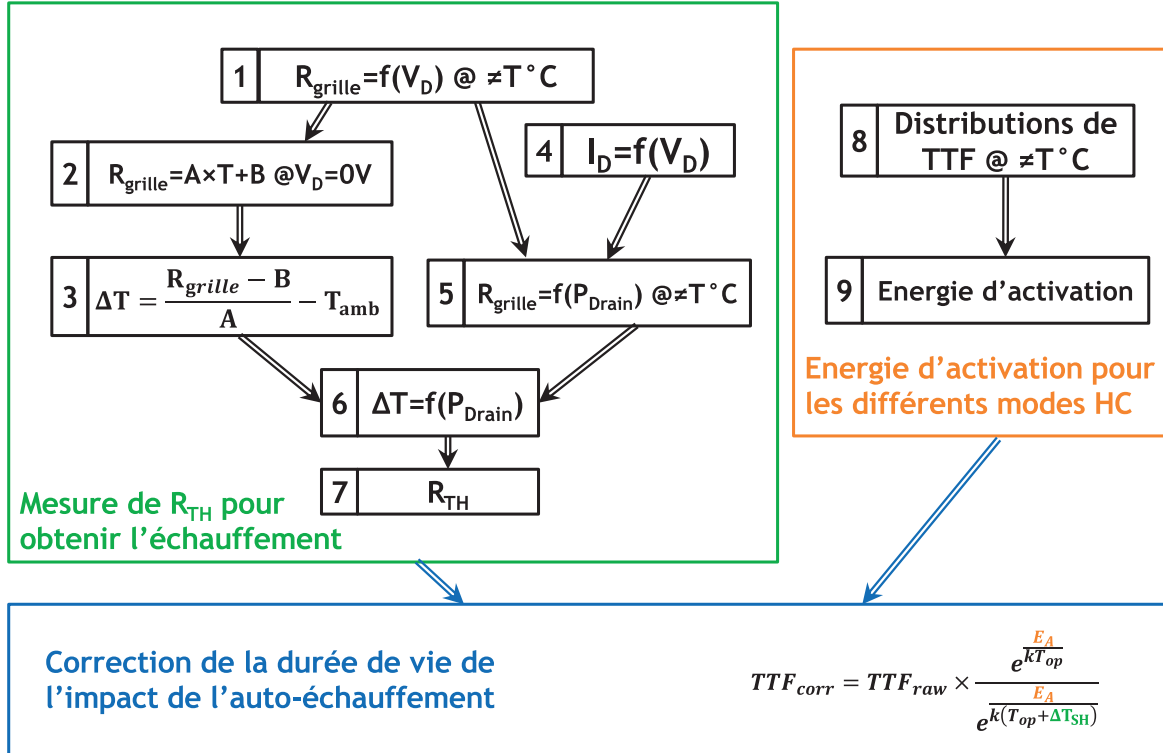 1 R_grille=f(V_D) @ ≠T°C
2 R_grille=A×T+B @V_D=0V
3 ΔT = (R_grille − B)/A − T_amb
4 I_D=f(V_D)
5 R_grille=f(P_Drain) @≠T°C
6 ΔT=f(P_Drain)
7 R_TH
Mesure de R_TH pour
obtenir l'échauffement
8 Distributions de
TTF @ ≠T°C
9 Energie d'activation
Energie d'activation pour
les différents modes HC
Correction de la durée de vie de
l'impact de l'auto-échauffement
TTF_corr = TTF_raw × e^(E_A/(kT_op)) / e^(E_A/(k(T_op+ΔT_SH)))